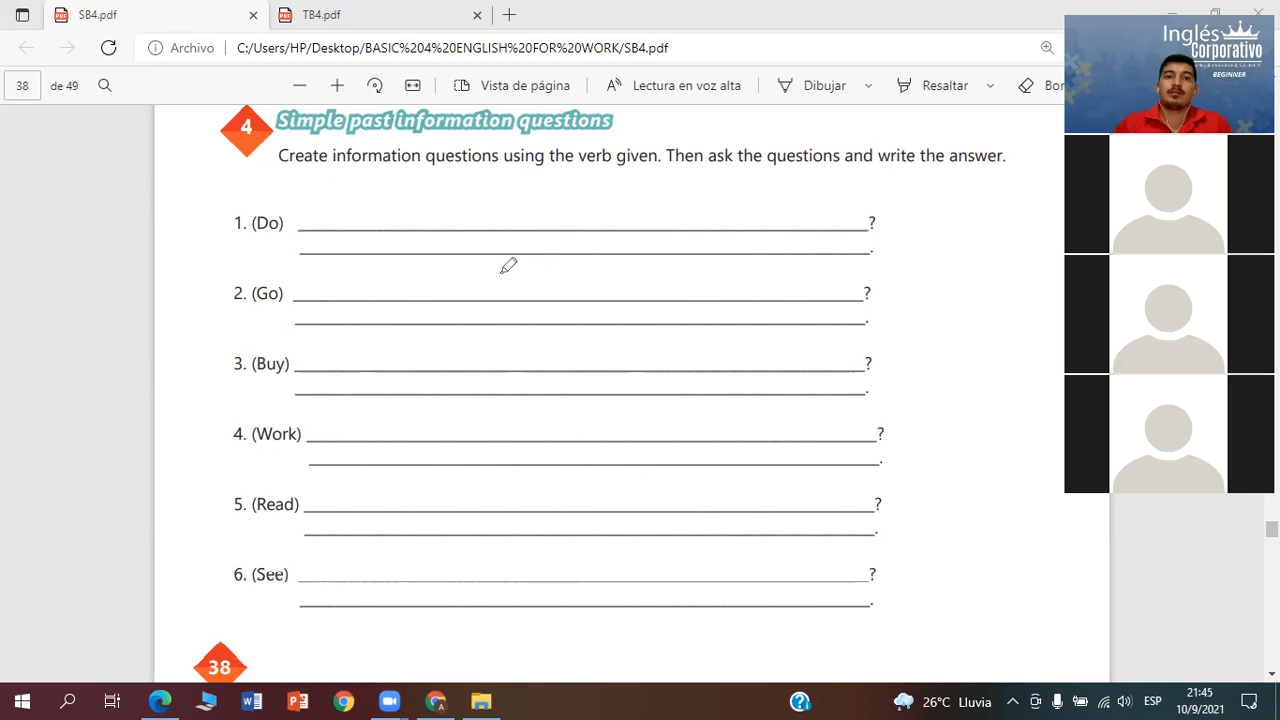 SB4.pdf
TB4.pdf
Archivo
C:/Users/HP/Desktop/BASIC%204%20ENGLISH%20FOR%20WORK/SB4.pdf
38
de 49
Vista de página
Lectura en voz alta
Dibujar
Resaltar
Bor
Inglés
Corporativo
BEGINNER
4
Simple past information questions
Create information questions using the verb given. Then ask the questions and write the answer.
1. (Do) ?
.
2. (Go) ?
.
3. (Buy) ?
.
4. (Work) ?
.
5. (Read) ?
.
6. (See) ?
.
38
26°C Lluvia
ESP
21:45
10/9/2021